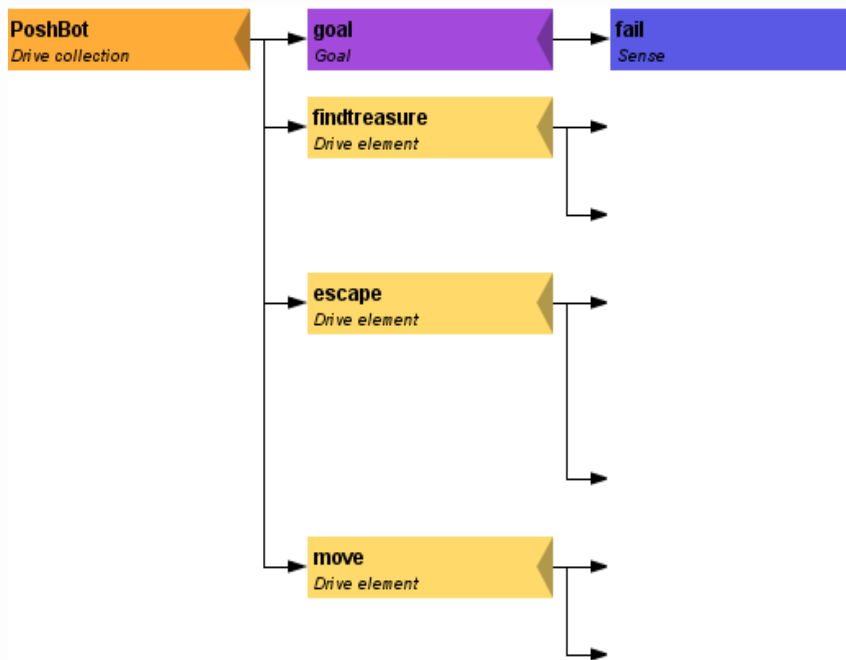 PoshBot
Drive collection
goal
Goal
fail
Sense
findtreasure
Drive element
escape
Drive element
move
Drive element